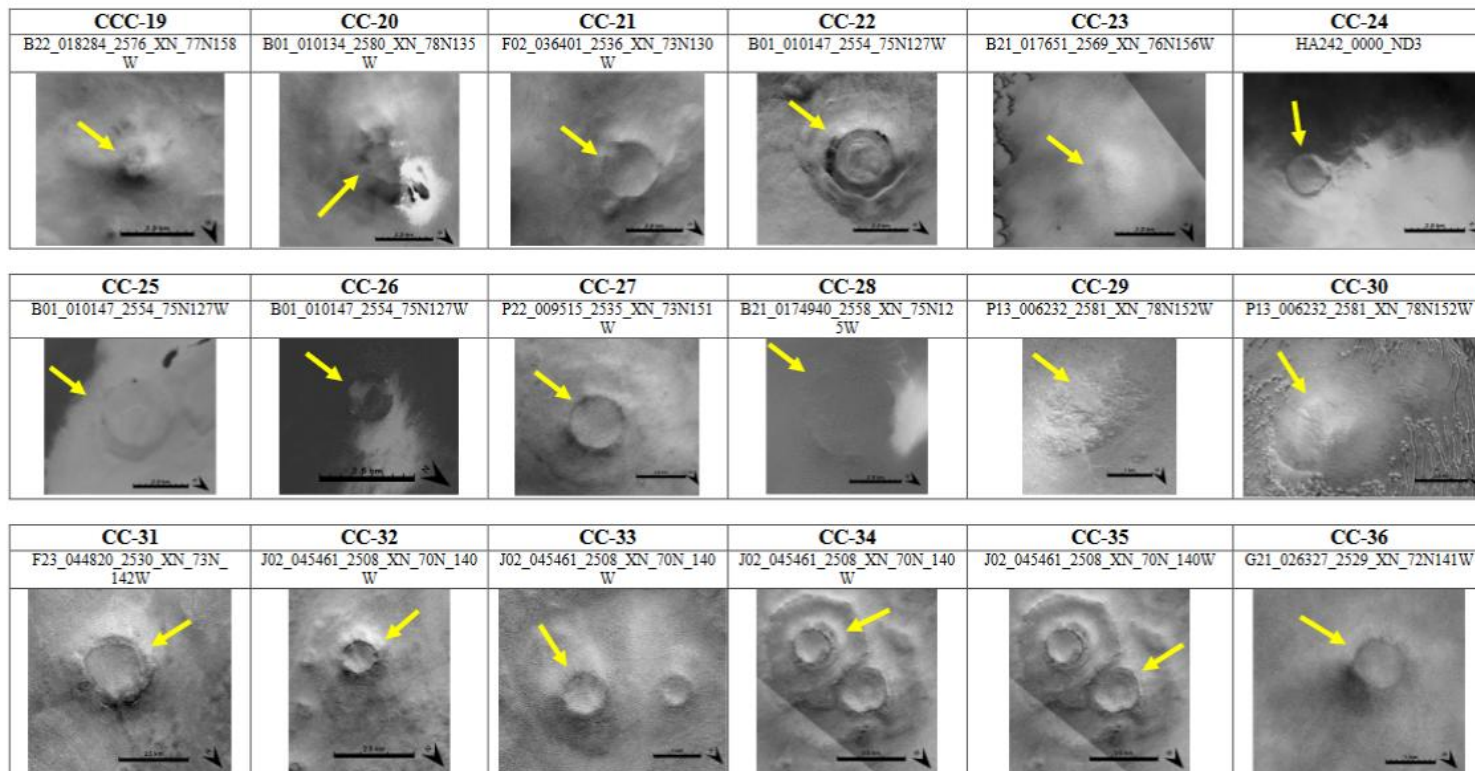 CCC-19 CC-20 CC-21 CC-22 CC-23 CC-24
B22_018284_2576_XN_77N158 B01_010134_2580_XN_78N135 F02_036401_2536_XN_73N130 B01_010147_2554_75N127W B21_017651_2569_XN_76N156W HA242_0000_ND3
W W W
CC-25 CC-26 CC-27 CC-28 CC-29 CC-30
B01_010147_2554_75N127W B01_010147_2554_75N127W P22_009515_2535_XN_73N151 B21_0174940_2558_XN_75N12 P13_006232_2581_XN_78N152W P13_006232_2581_XN_78N152W
W 5W
CC-31 CC-32 CC-33 CC-34 CC-35 CC-36
F23_044820_2530_XN_73N_ J02_045461_2508_XN_70N_140 J02_045461_2508_XN_70N_140 J02_045461_2508_XN_70N_140 J02_045461_2508_XN_70N_140W G21_026327_2529_XN_72N141W
142W W W W